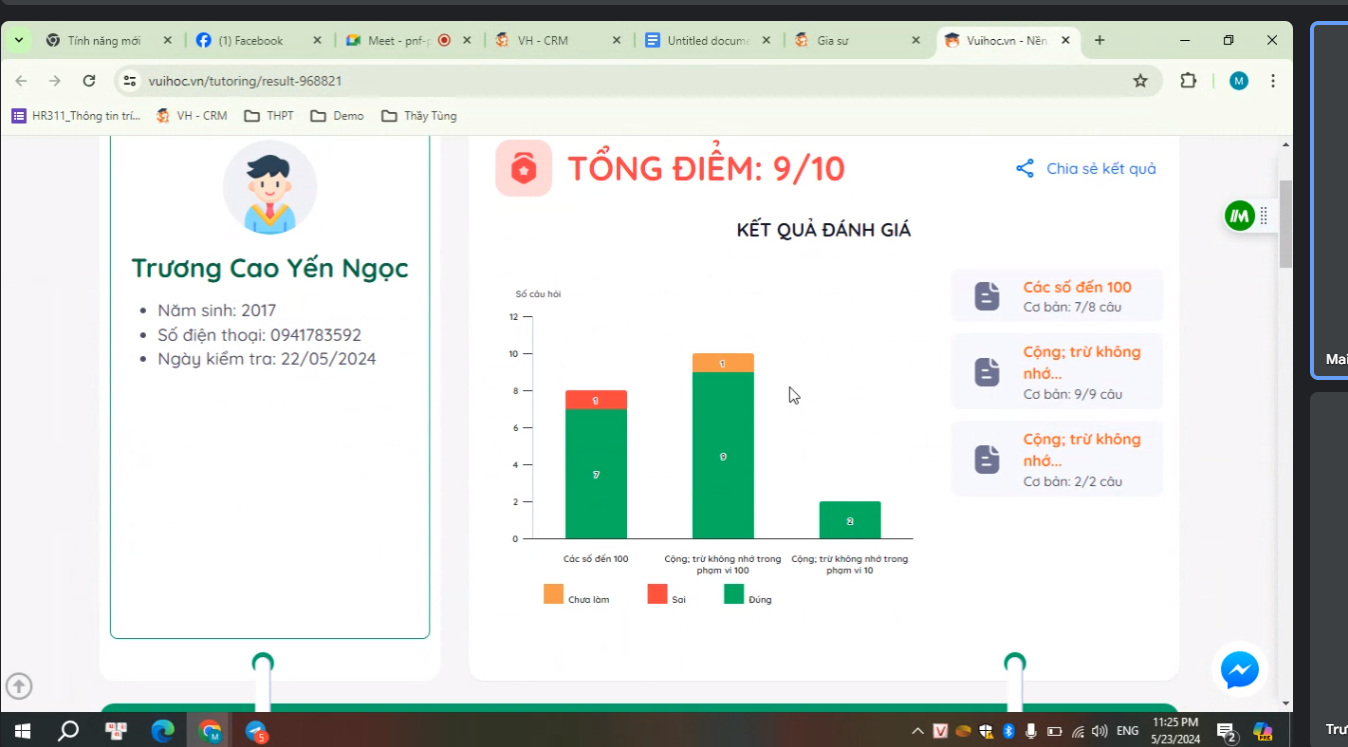 Tính năng mới
(1) Facebook
Meet - pnf-p
VH - CRM
Untitled docume
Gia sư
Vuihoc.vn - Nền
vuihoc.vn/tutoring/result-968821
M
HR311_Thông tin trí...
VH - CRM
THPT
Demo
Thầy Tùng
TỔNG ĐIỂM: 9/10
Chia sẻ kết quả
KẾT QUẢ ĐÁNH GIÁ
Trương Cao Yến Ngọc
Năm sinh: 2017
Số điện thoại: 0941783592
Ngày kiểm tra: 22/05/2024
Số câu hỏi
12
10
8
6
4
2
0
1
7
1
9
2
Các số đến 100
Cộng; trừ không nhớ trong
phạm vi 100
Cộng; trừ không nhớ trong
phạm vi 10
Chưa làm
Sai
Đúng
Các số đến 100
Cơ bản: 7/8 câu
Cộng; trừ không
nhớ...
Cơ bản: 9/9 câu
Cộng; trừ không
nhớ...
Cơ bản: 2/2 câu
Mai
Trư
5
V
ENG
11:25 PM
5/23/2024
2
PRE